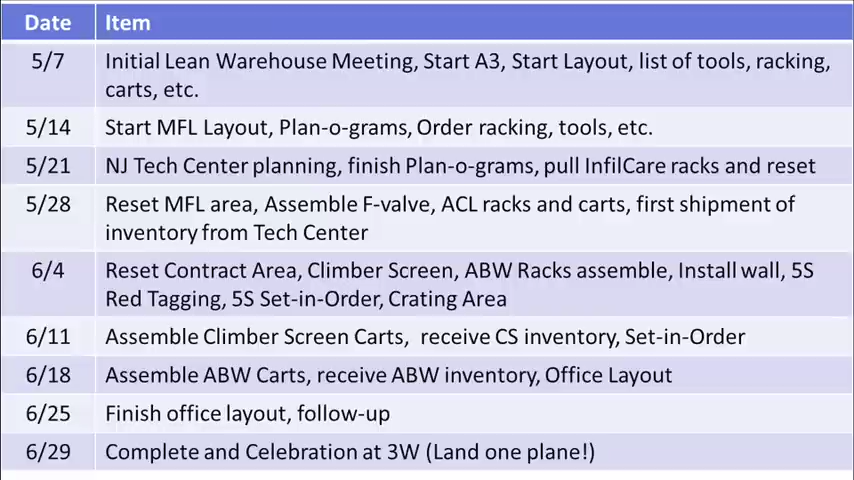 Date Item
5/7 Initial Lean Warehouse Meeting, Start A3, Start Layout, list of tools, racking,
carts, etc.
5/14 Start MFL Layout, Plan-o-grams, Order racking, tools, etc.
5/21 NJ Tech Center planning, finish Plan-o-grams, pull InfilCare racks and reset
5/28 Reset MFL area, Assemble F-valve, ACL racks and carts, first shipment of
inventory from Tech Center
6/4 Reset Contract Area, Climber Screen, ABW Racks assemble, Install wall, 5S
Red Tagging, 5S Set-in-Order, Crating Area
6/11 Assemble Climber Screen Carts, receive CS inventory, Set-in-Order
6/18 Assemble ABW Carts, receive ABW inventory, Office Layout
6/25 Finish office layout, follow-up
6/29 Complete and Celebration at 3W (Land one plane!)